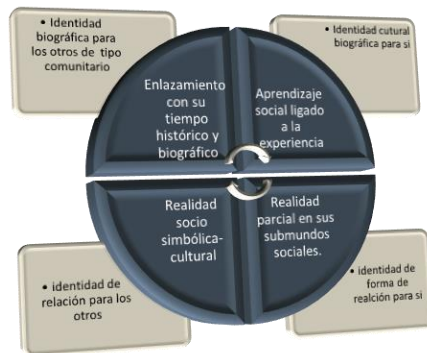 • Identidad
biográfica para
los otros de tipo
comunitario
• Identidad cutural
biográfica para si
Enlazamiento
con su
tiempo
histórico y
biográfico
Aprendizaje
social ligado
a la
experiencia
Realidad
socio
simbólica-
cultural
Realidad
parcial en sus
submundos
sociales.
• identidad de
relación para los
otros
• identidad de
forma de
realción para si